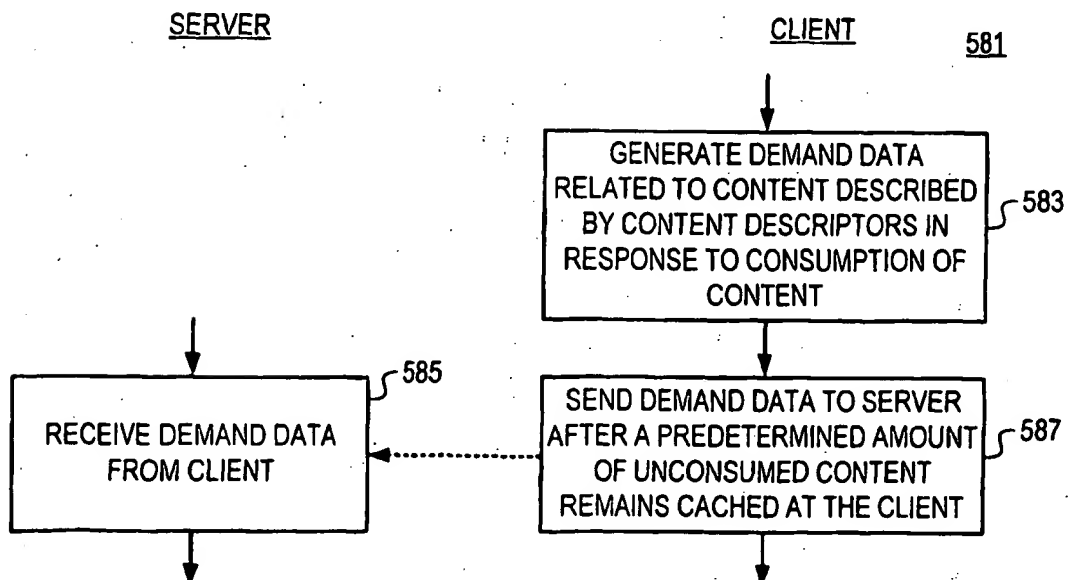 SERVER
CLIENT
581
GENERATE DEMAND DATA
RELATED TO CONTENT DESCRIBED
BY CONTENT DESCRIPTORS IN
RESPONSE TO CONSUMPTION OF
CONTENT
583
RECEIVE DEMAND DATA
FROM CLIENT
585
SEND DEMAND DATA TO SERVER
AFTER A PREDETERMINED AMOUNT
OF UNCONSUMED CONTENT
REMAINS CACHED AT THE CLIENT
587